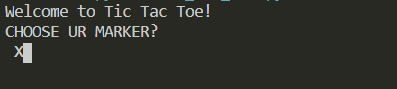 Welcome to Tic Tac Toe!
CHOOSE UR MARKER?
X